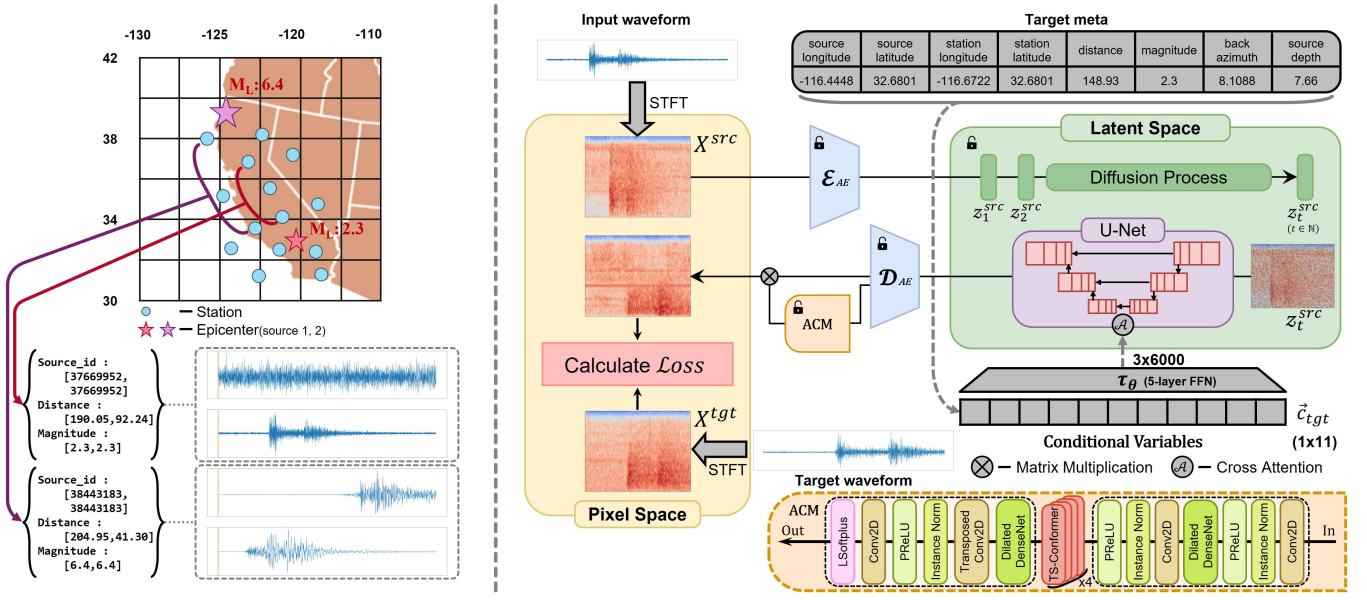 -130
-125
-120
-110
42
38
34
30
M_L:6.4
M_L:2.3
Station
Epicenter(source 1, 2)
Source_id :
[37669952,
37669952]
Distance :
[190.05,92.24]
Magnitude :
[2.3,2.3]
Source_id :
[38443183,
38443183]
Distance :
[204.95,41.30]
Magnitude :
[6.4,6.4]
Input waveform
STFT
X^src
Calculate Loss
X^tgt
STFT
Pixel Space
Target waveform
Target meta
source longitude
source latitude
station longitude
station latitude
distance
magnitude
back azimuth
source depth
-116.4448
32.6801
-116.6722
32.6801
148.93
2.3
8.1088
7.66
Latent Space
ℰ_AE
z_1^src
z_2^src
Diffusion Process
z_t^src
(t ∈ ℕ)
U-Net
𝒟_AE
ACM
z_t^src
𝒜
3x6000
τ_θ (5-layer FFN)
c⃗_tgt
(1x11)
Conditional Variables
Matrix Multiplication
𝒜
Cross Attention
ACM
Out
LSoftplus
Conv2D
PReLU
Instance Norm
Transposed
Conv2D
Dilated
DenseNet
TS-Conformer
x4
PReLU
Instance Norm
Conv2D
Dilated
DenseNet
PReLU
Instance Norm
Conv2D
In